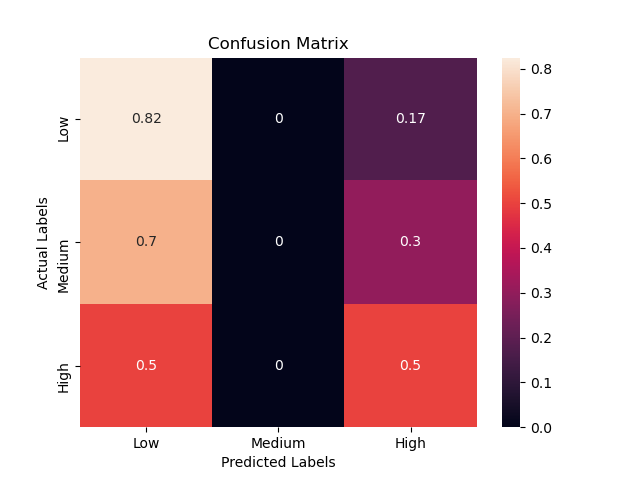 Confusion Matrix
Actual Labels
Low
0.82 0 0.17
Medium
0.7 0 0.3
High
0.5 0 0.5
Low Medium High
Predicted Labels
0.8
0.7
0.6
0.5
0.4
0.3
0.2
0.1
0.0